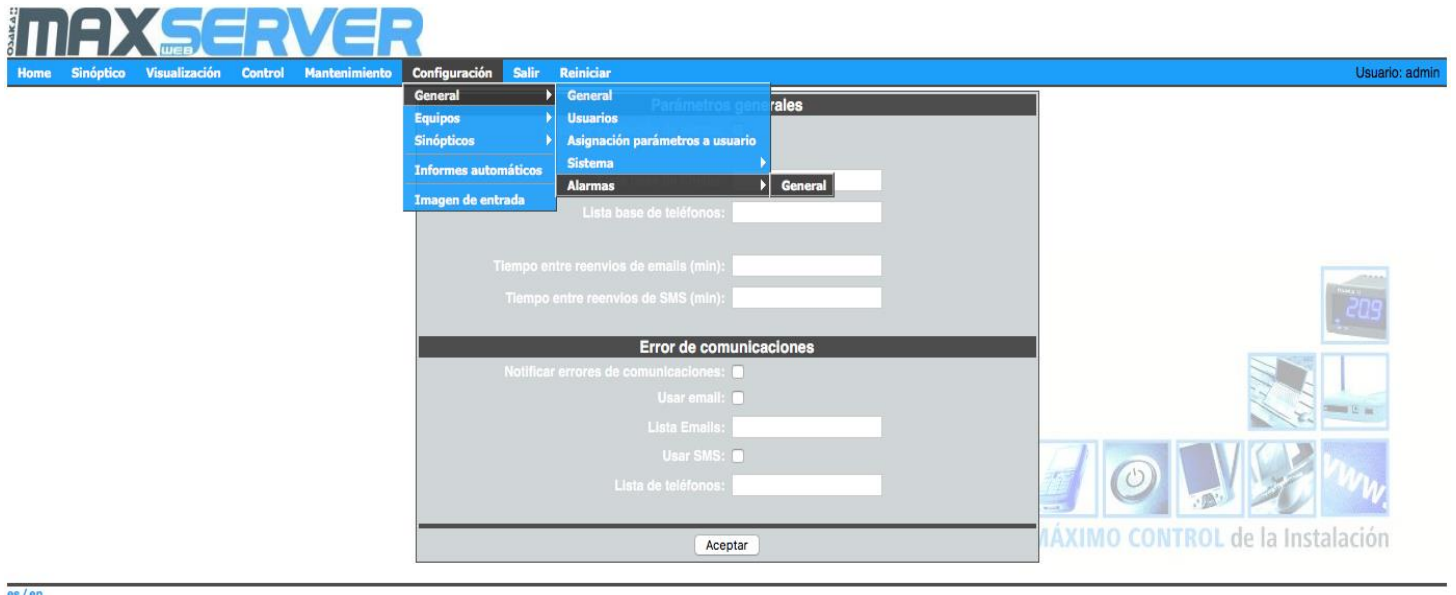 OSAKA
MAXSERVER
WEB
Home Sinóptico Visualización Control Mantenimiento Configuración Salir Reiniciar Usuario: admin
General General
Equipos Usuarios
Sinópticos Asignación parámetros a usuario
Informes automáticos Sistema
Imagen de entrada Alarmas General
Parámetros generales
Lista base de teléfonos:
Tiempo entre reenvios de emails (min):
Tiempo entre reenvios de SMS (min):
Error de comunicaciones
Notificar errores de comunicaciones:
Usar email:
Lista Emails:
Usar SMS:
Lista de teléfonos:
Aceptar
209
www.
MÁXIMO CONTROL de la Instalación
es / en